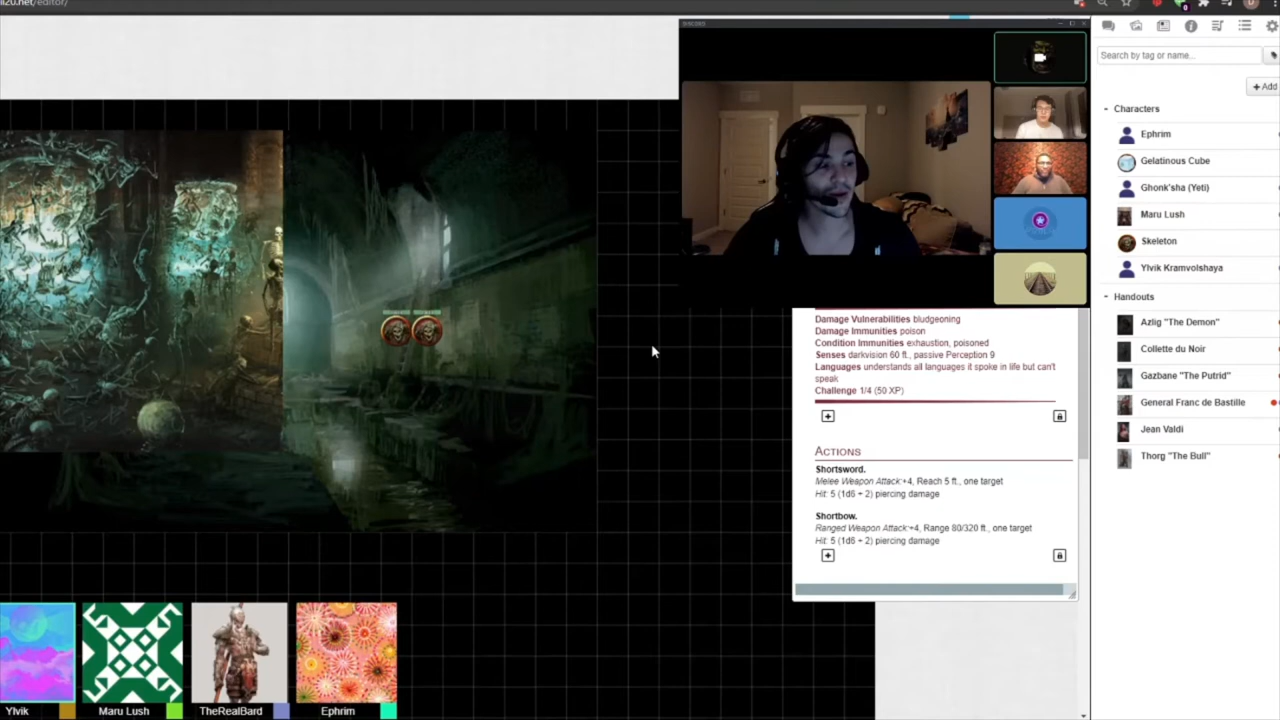 ll20.net/editor/
DISCORD
Search by tag or name...
+ Add
Characters
Ephrim
Gelatinous Cube
Ghonk'sha (Yeti)
Maru Lush
Skeleton
Ylvik Kramvolshaya
Handouts
Azlig "The Demon"
Collette du Noir
Gazbane "The Putrid"
General Franc de Bastille
Jean Valdi
Thorg "The Bull"
Damage Vulnerabilities bludgeoning
Damage Immunities poison
Condition Immunities exhaustion, poisoned
Senses darkvision 60 ft., passive Perception 9
Languages understands all languages it spoke in life but can't
speak
Challenge 1/4 (50 XP)
ACTIONS
Shortsword.
Melee Weapon Attack:+4, Reach 5 ft., one target
Hit: 5 (1d6 + 2) piercing damage
Shortbow.
Ranged Weapon Attack:+4, Range 80/320 ft., one target
Hit: 5 (1d6 + 2) piercing damage
Ylvik
Maru Lush
TheRealBard
Ephrim